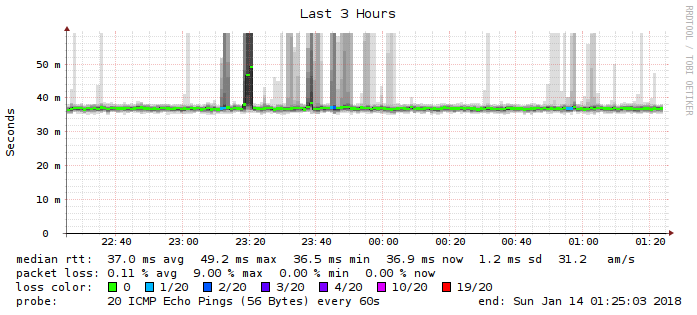 Last 3 Hours
RRDTOOL / TOBI OETIKER
Seconds
50 m
40 m
30 m
20 m
10 m
0
22:40 23:00 23:20 23:40 00:00 00:20 00:40 01:00 01:20
median rtt: 37.0 ms avg 49.2 ms max 36.5 ms min 36.9 ms now 1.2 ms sd 31.2 am/s
packet loss: 0.11 % avg 9.00 % max 0.00 % min 0.00 % now
loss color: 0 1/20 2/20 3/20 4/20 10/20 19/20
probe: 20 ICMP Echo Pings (56 Bytes) every 60s end: Sun Jan 14 01:25:03 2018